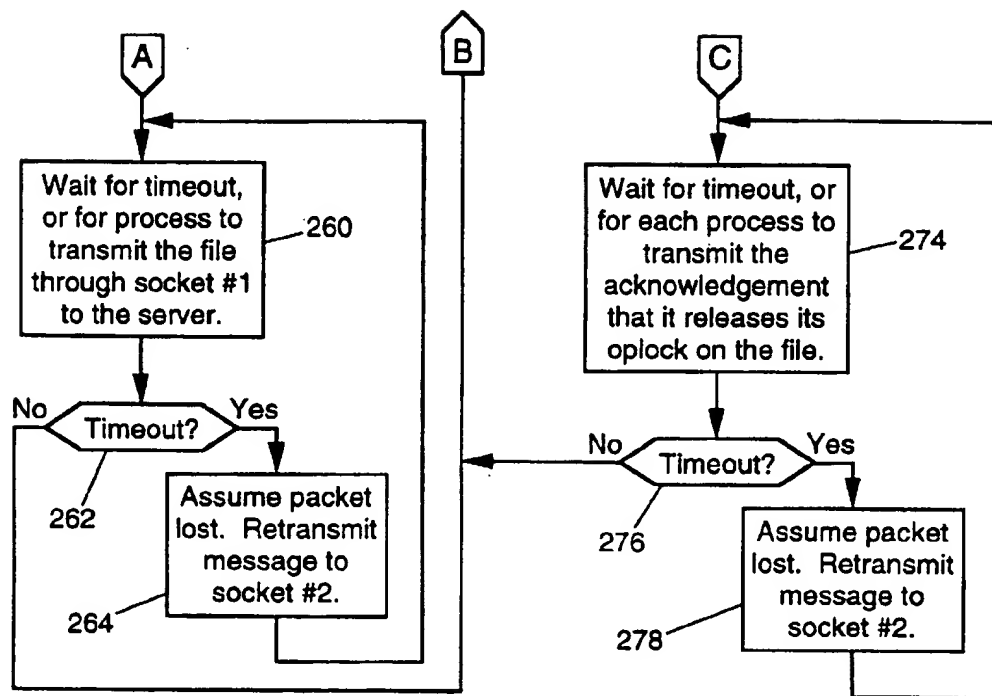 A
B
C
Wait for timeout,
or for process to
transmit the file
through socket #1
to the server.
260
Wait for timeout, or
for each process to
transmit the
acknowledgement
that it releases its
oplock on the file.
274
No
Timeout?
Yes
262
Assume packet
lost. Retransmit
message to
socket #2.
264
No
Timeout?
Yes
276
Assume packet
lost. Retransmit
message to
socket #2.
278